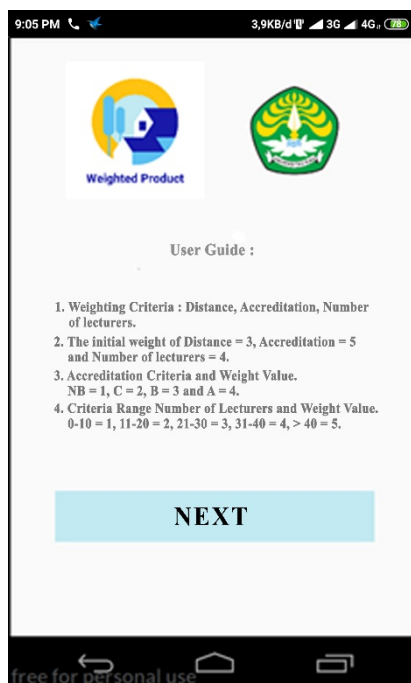 9:05 PM 3,9KB/d 3G 4G 78
Weighted Product
User Guide :
1. Weighting Criteria : Distance, Accreditation, Number
of lecturers.
2. The initial weight of Distance = 3, Accreditation = 5
and Number of lecturers = 4.
3. Accreditation Criteria and Weight Value.
NB = 1, C = 2, B = 3 and A = 4.
4. Criteria Range Number of Lecturers and Weight Value.
0-10 = 1, 11-20 = 2, 21-30 = 3, 31-40 = 4, > 40 = 5.
NEXT
free for personal use